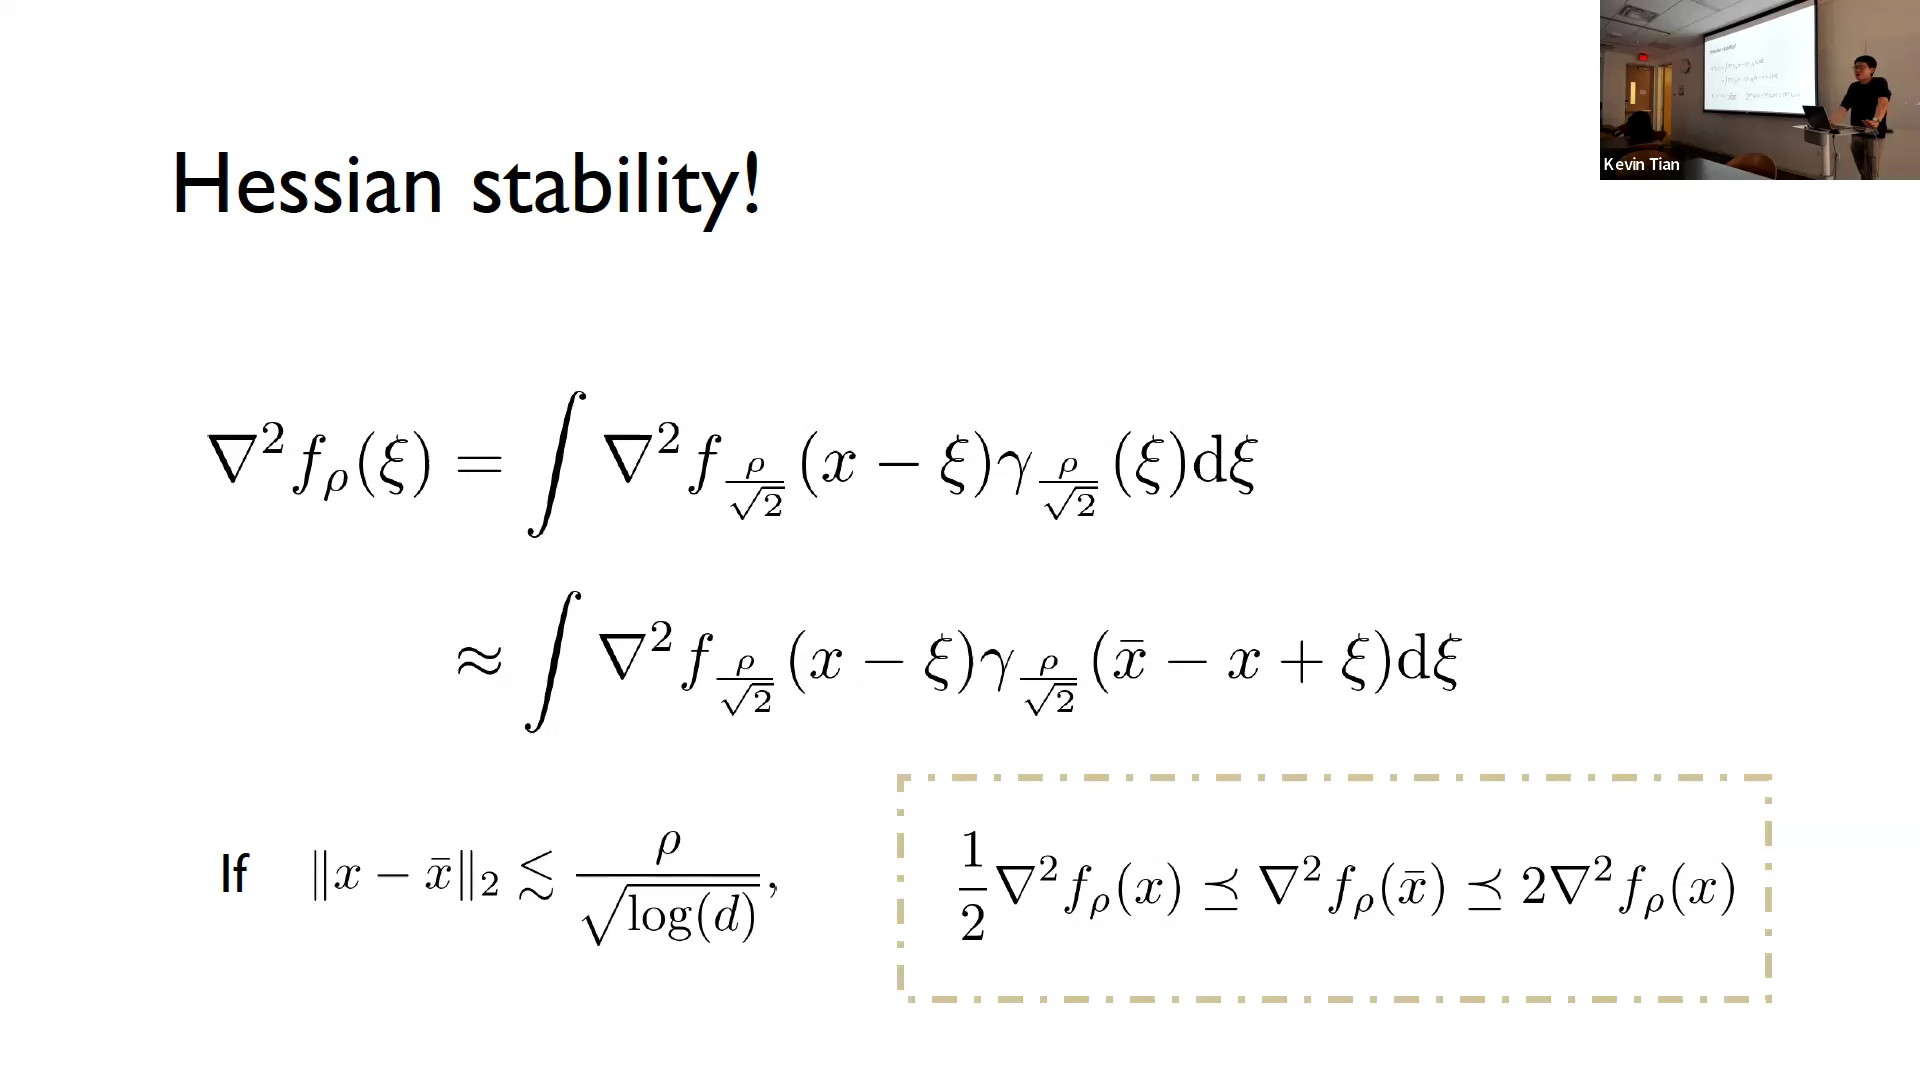 Hessian stability!
Kevin Tian
∇²f_ρ(ξ) = ∫ ∇²f_{ρ/√2}(x − ξ)γ_{ρ/√2}(ξ)dξ
≈ ∫ ∇²f_{ρ/√2}(x − ξ)γ_{ρ/√2}(x̄ − x + ξ)dξ
If ‖x − x̄‖₂ ≲ ρ/√log(d),
1/2 ∇²f_ρ(x) ⪯ ∇²f_ρ(x̄) ⪯ 2∇²f_ρ(x)